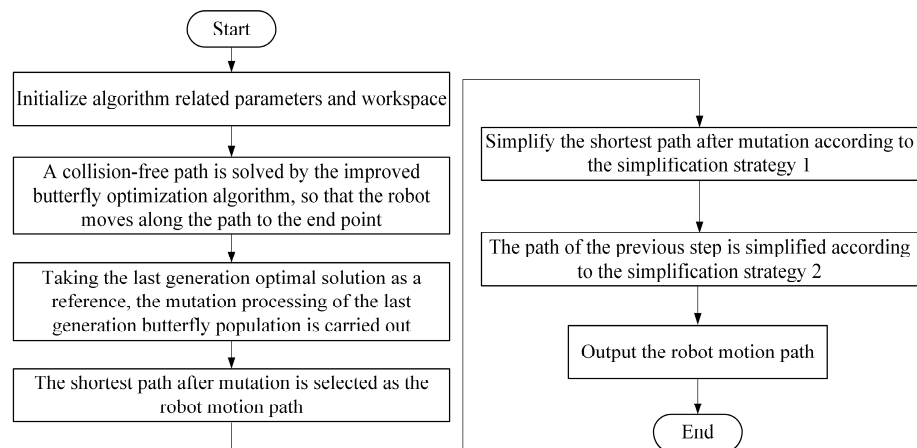 Start
Initialize algorithm related parameters and workspace
A collision-free path is solved by the improved
butterfly optimization algorithm, so that the robot
moves along the path to the end point
Taking the last generation optimal solution as a
reference, the mutation processing of the last
generation butterfly population is carried out
The shortest path after mutation is selected as the
robot motion path
Simplify the shortest path after mutation according to
the simplification strategy 1
The path of the previous step is simplified according
to the simplification strategy 2
Output the robot motion path
End